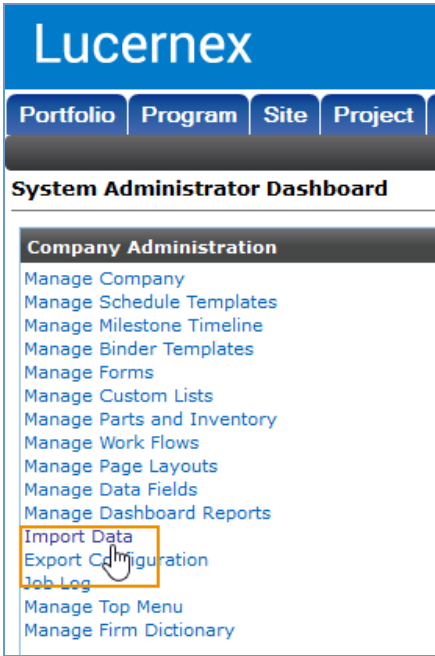 Lucernex
Portfolio Program Site Project
System Administrator Dashboard
Company Administration
Manage Company
Manage Schedule Templates
Manage Milestone Timeline
Manage Binder Templates
Manage Forms
Manage Custom Lists
Manage Parts and Inventory
Manage Work Flows
Manage Page Layouts
Manage Data Fields
Manage Dashboard Reports
Import Data
Export Configuration
Job Log
Manage Top Menu
Manage Firm Dictionary